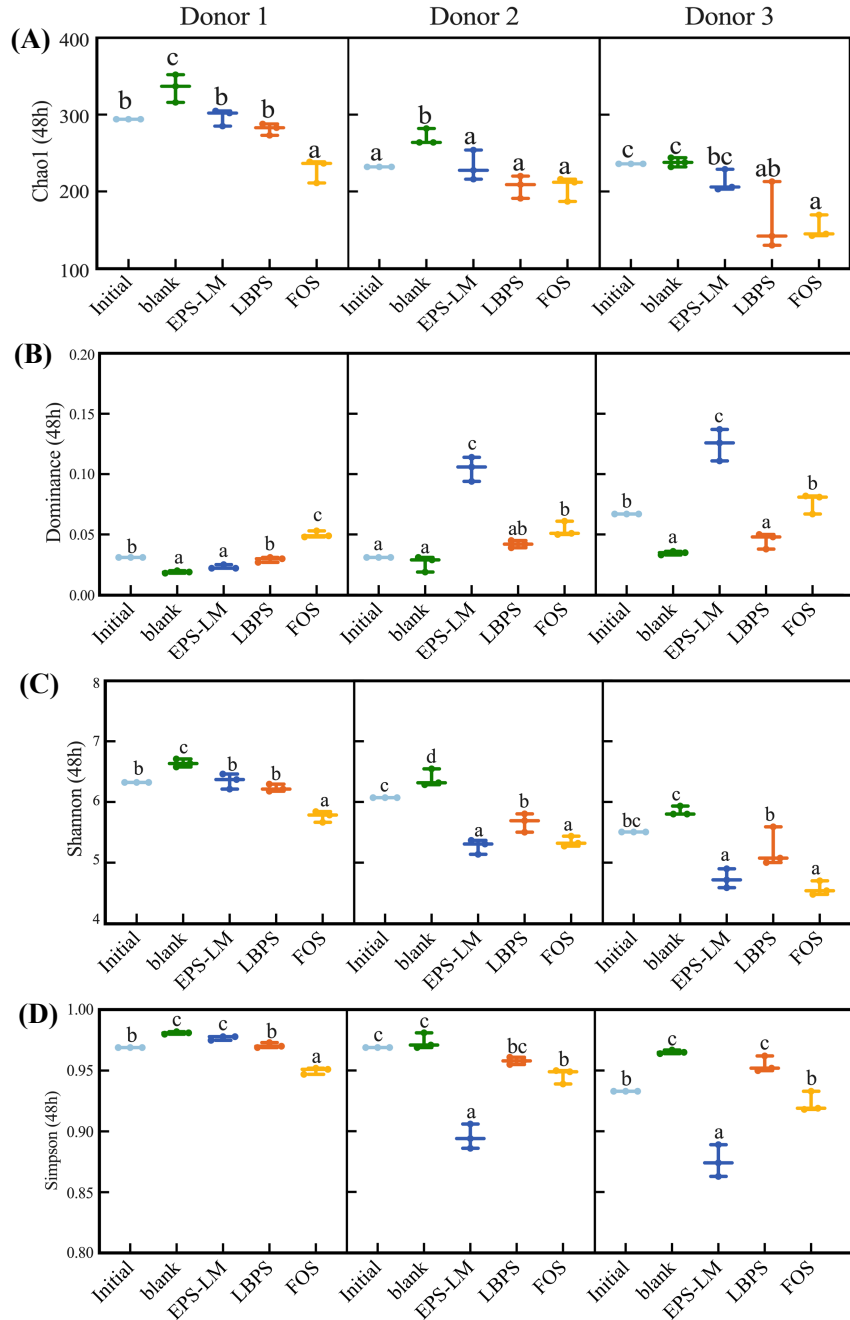 Donor 1 Donor 2 Donor 3
(A)
Chao1 (48h)
400
300
200
100
b c b b a
a b a a a
c c bc ab a
Initial blank EPS-LM LBPS FOS Initial blank EPS-LM LBPS FOS Initial blank EPS-LM LBPS FOS
(B)
Dominance (48h)
0.20
0.15
0.10
0.05
0.00
b a a b c
a a c ab b
b a c a b
Initial blank EPS-LM LBPS FOS Initial blank EPS-LM LBPS FOS Initial blank EPS-LM LBPS FOS
(C)
Shannon (48h)
8
7
6
5
4
b c b b a
c d a b a
bc c a b a
Initial blank EPS-LM LBPS FOS Initial blank EPS-LM LBPS FOS Initial blank EPS-LM LBPS FOS
(D)
Simpson (48h)
1.00
0.95
0.90
0.85
0.80
b c c b a
c c a bc b
b c a c b
Initial blank EPS-LM LBPS FOS Initial blank EPS-LM LBPS FOS Initial blank EPS-LM LBPS FOS